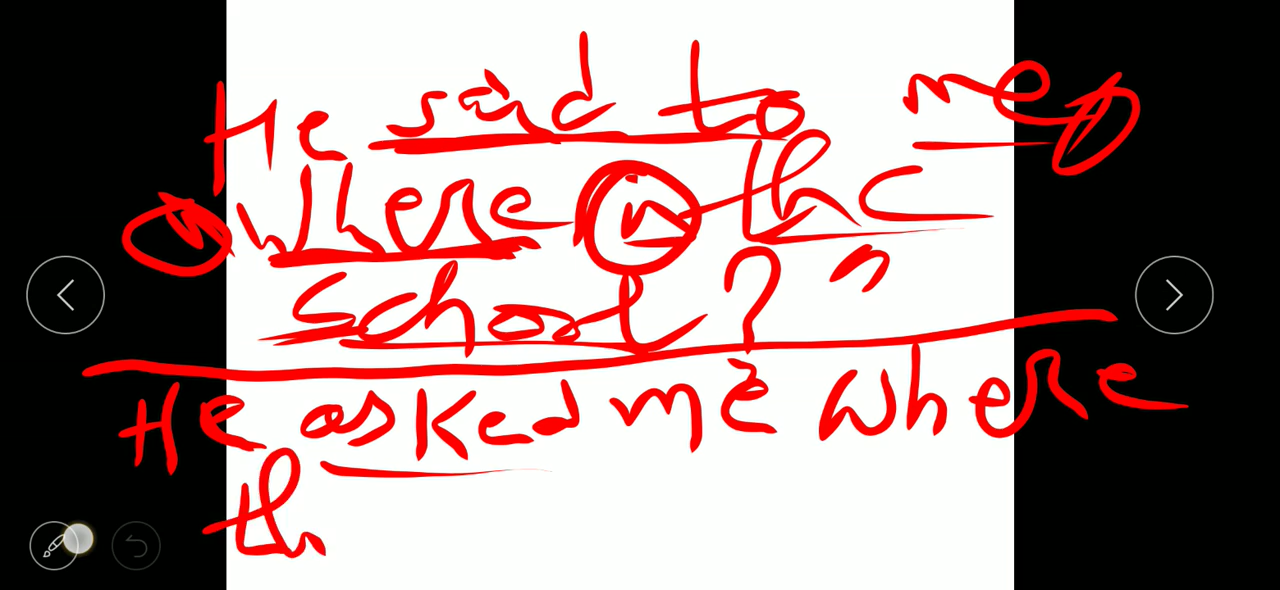 He said to me,
"Where is the
school?"
He asked me where
th